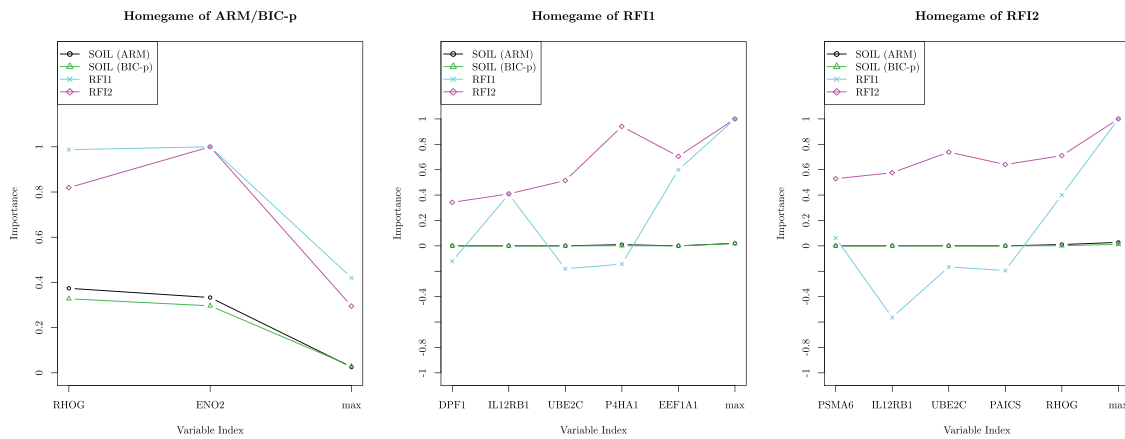 Homegame of ARM/BIC-p
SOIL (ARM)
SOIL (BIC-p)
RFI1
RFI2
Importance
1
0.8
0.6
0.4
0.2
0
RHOG ENO2 max
Variable Index
Homegame of RFI1
SOIL (ARM)
SOIL (BIC-p)
RFI1
RFI2
Importance
1
0.8
0.6
0.4
0.2
0
-0.4
-0.8
-1
DPF1 IL12RB1 UBE2C P4HA1 EEF1A1 max
Variable Index
Homegame of RFI2
SOIL (ARM)
SOIL (BIC-p)
RFI1
RFI2
Importance
1
0.8
0.6
0.4
0.2
0
-0.4
-0.8
-1
PSMA6 IL12RB1 UBE2C PAICS RHOG max
Variable Index